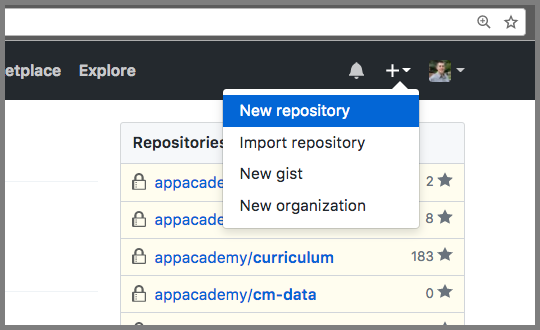 etplace Explore
New repository
Import repository
New gist
New organization
Repositories
appacade 2
appacade 8
appacademy/curriculum 183
appacademy/cm-data 0